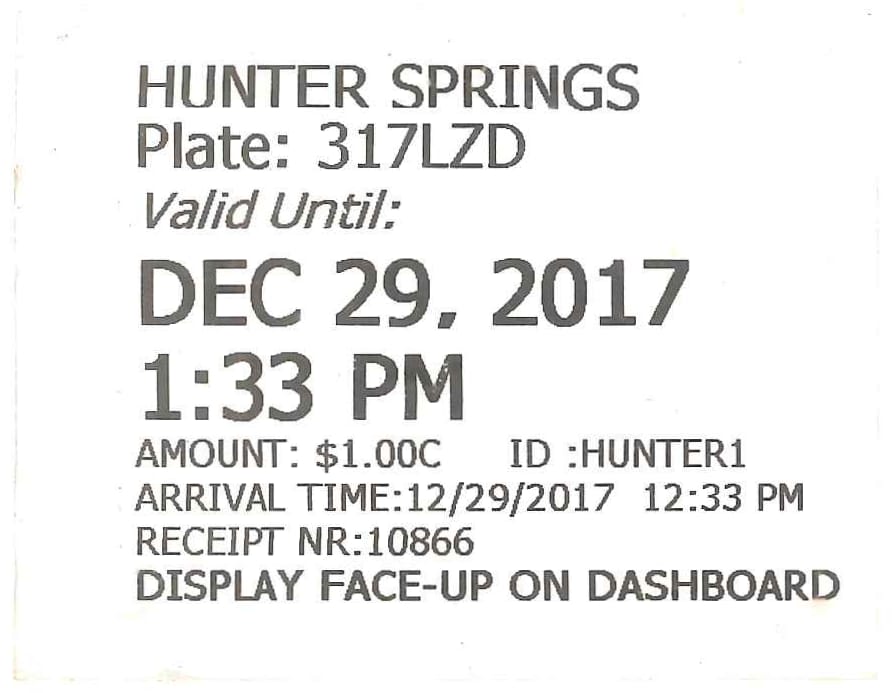 HUNTER SPRINGS
Plate: 317LZD
Valid Until:
DEC 29, 2017
1:33 PM
AMOUNT: $1.00C ID :HUNTER1
ARRIVAL TIME:12/29/2017 12:33 PM
RECEIPT NR:10866
DISPLAY FACE-UP ON DASHBOARD